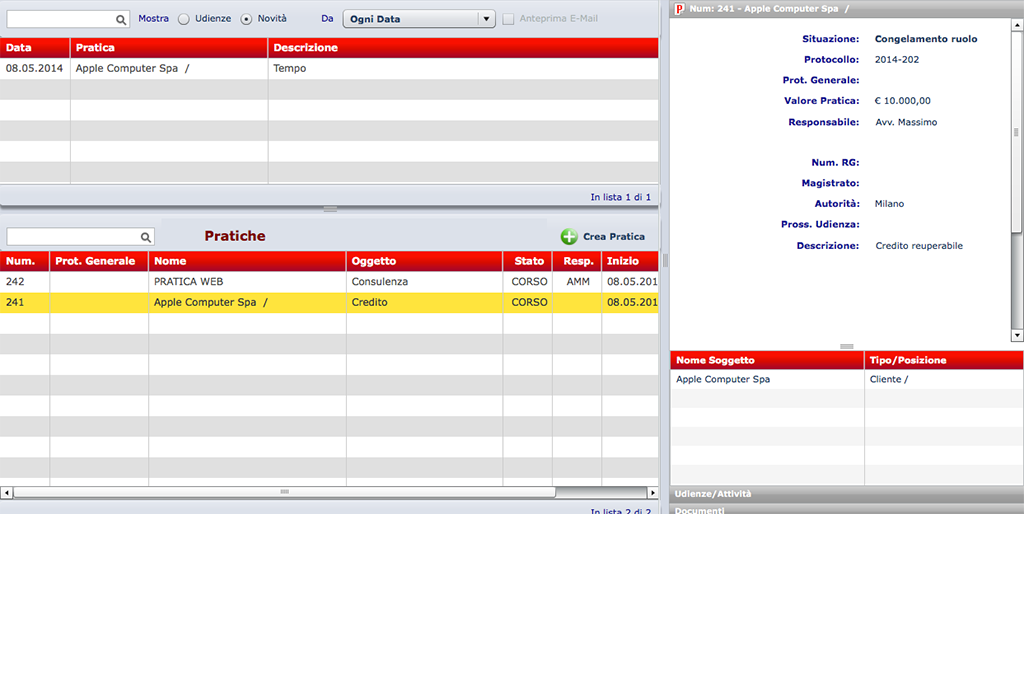 Mostra Udienze Novità Da Ogni Data Anteprima E-Mail
Data Pratica Descrizione
08.05.2014 Apple Computer Spa / Tempo
In lista 1 di 1
Pratiche Crea Pratica
Num. Prot. Generale Nome Oggetto Stato Resp. Inizio
242 PRATICA WEB Consulenza CORSO AMM 08.05.201
241 Apple Computer Spa / Credito CORSO 08.05.201
In lista 2 di 2
P Num: 241 - Apple Computer Spa /
Situazione: Congelamento ruolo
Protocollo: 2014-202
Prot. Generale:
Valore Pratica: € 10.000,00
Responsabile: Avv. Massimo
Num. RG:
Magistrato:
Autorità: Milano
Pross. Udienza:
Descrizione: Credito reuperabile
Nome Soggetto Tipo/Posizione
Apple Computer Spa Cliente /
Udienze/Attività
Documenti